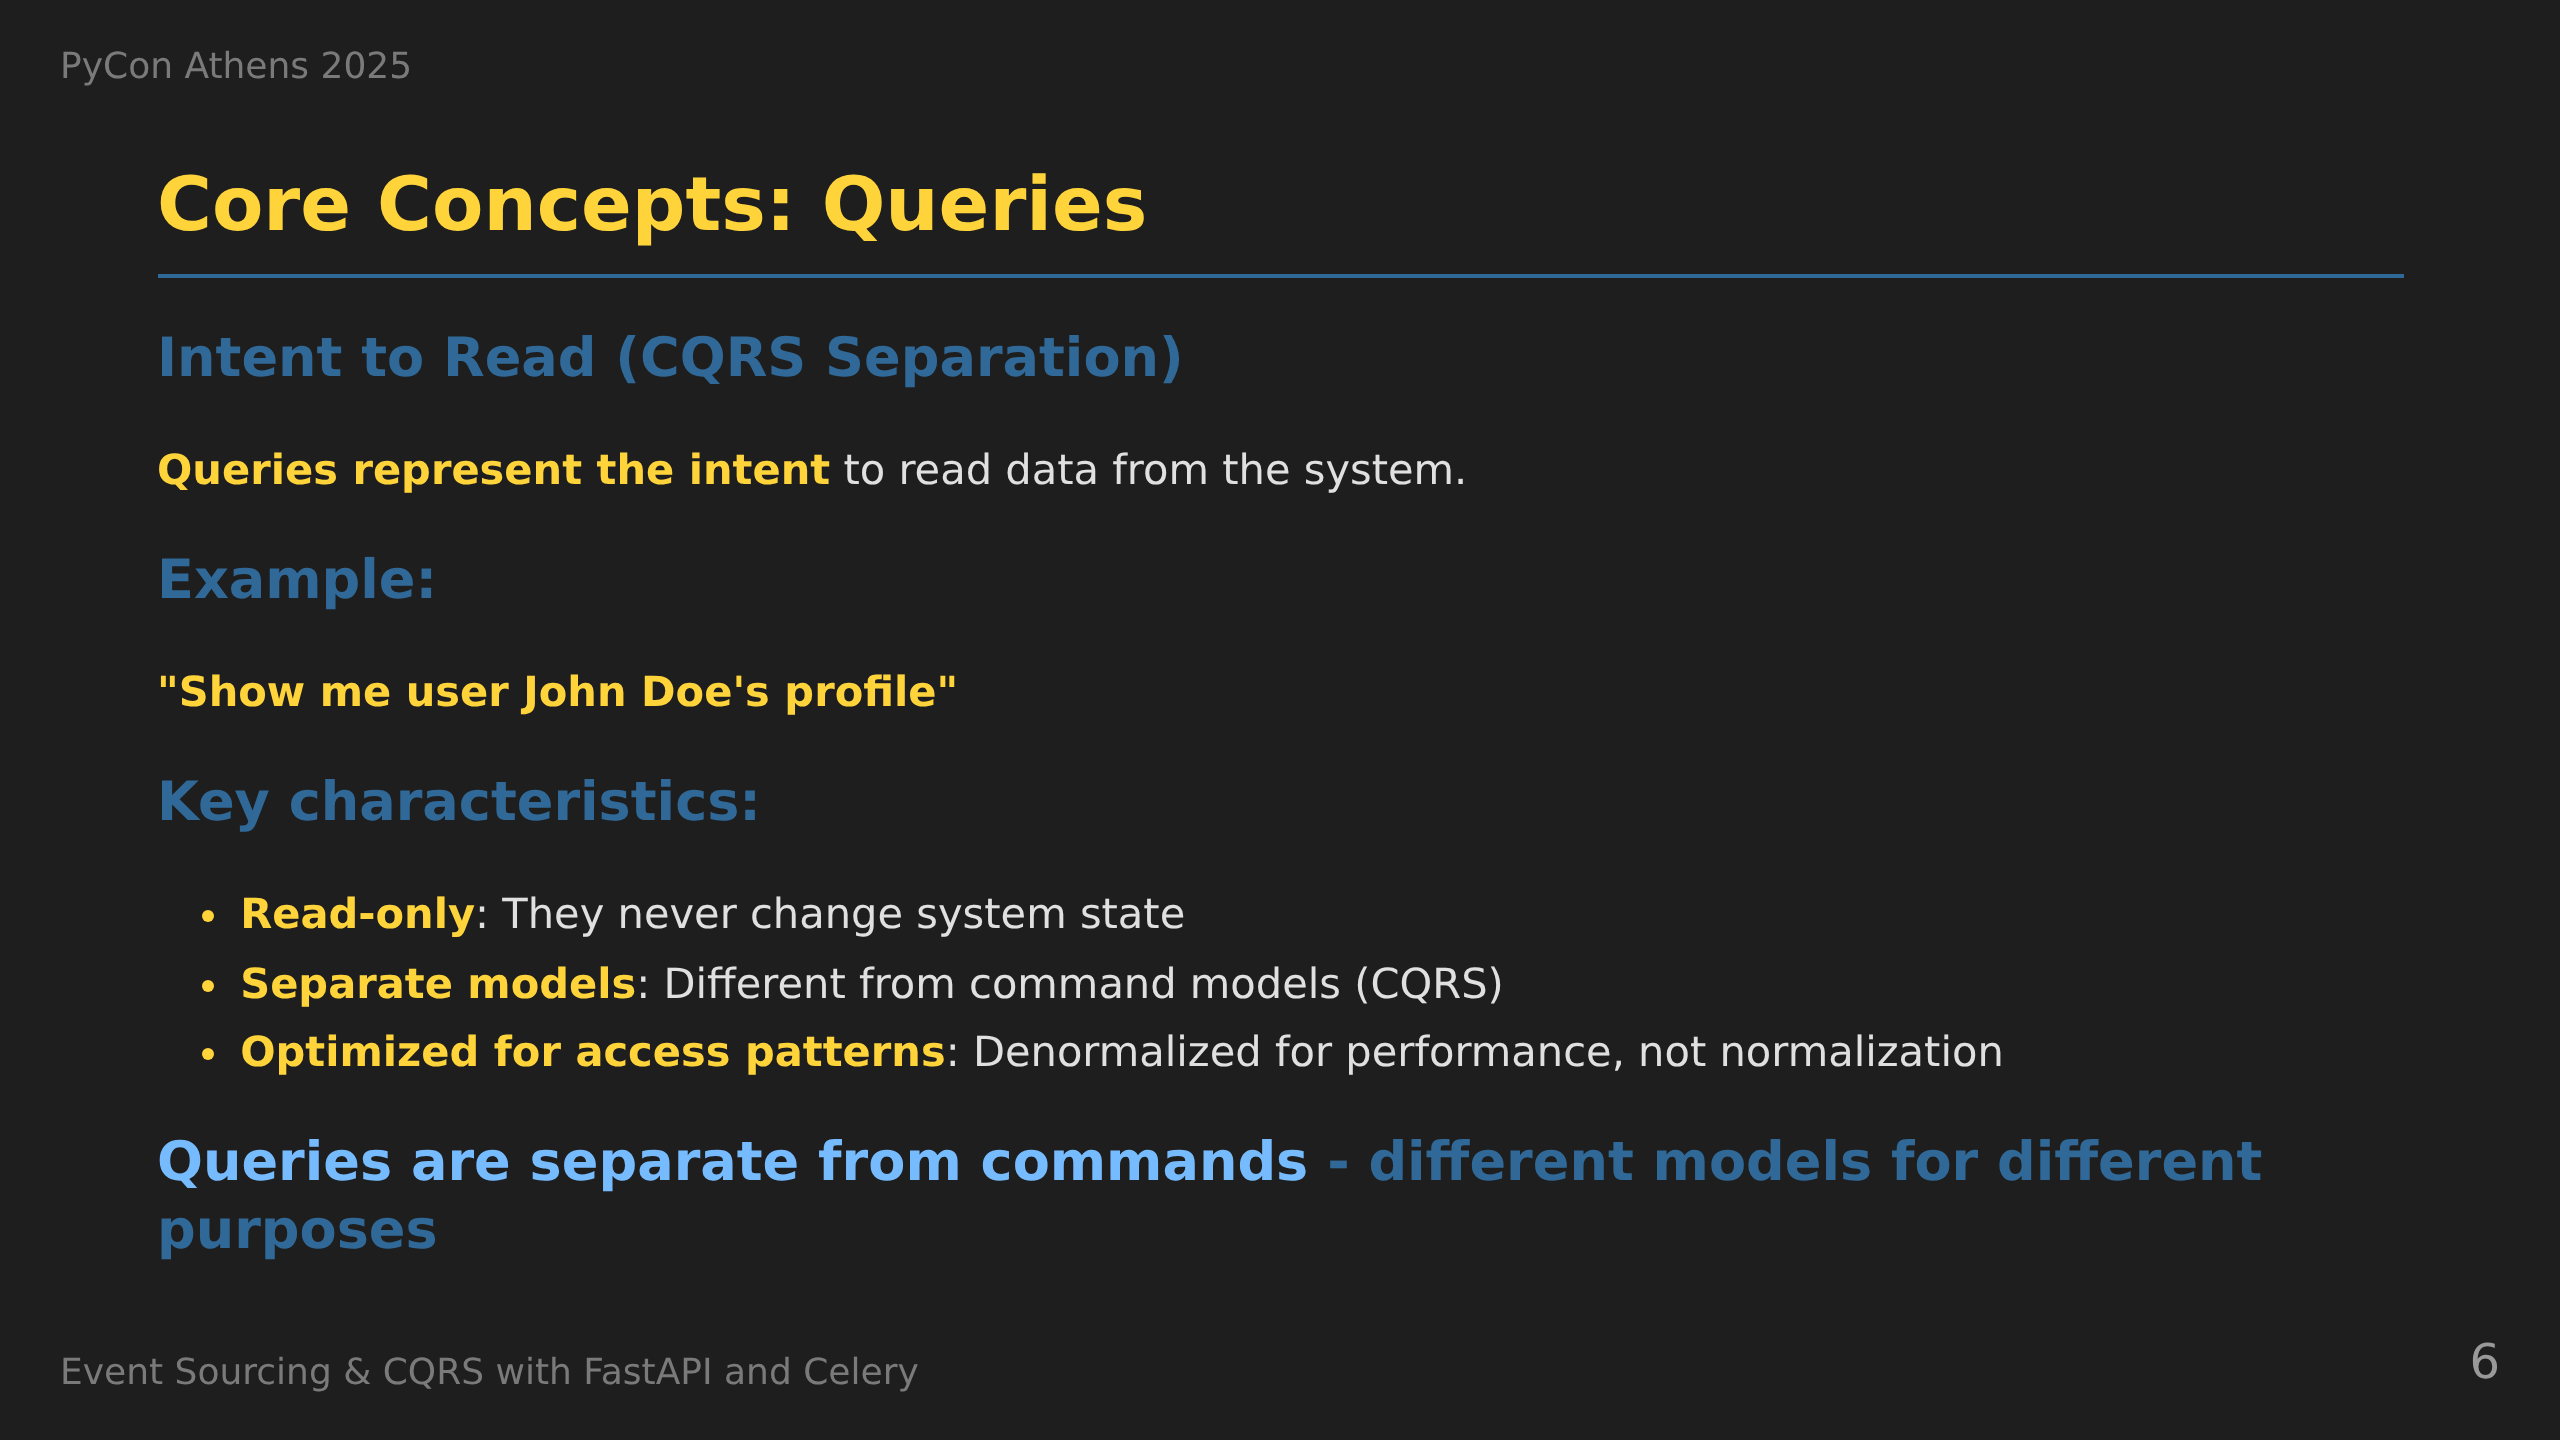 PyCon Athens 2025
Core Concepts: Queries
Intent to Read (CQRS Separation)
Queries represent the intent to read data from the system.
Example:
"Show me user John Doe's profile"
Key characteristics:
• Read-only: They never change system state
• Separate models: Different from command models (CQRS)
• Optimized for access patterns: Denormalized for performance, not normalization
Queries are separate from commands - different models for different
purposes
Event Sourcing & CQRS with FastAPI and Celery
6